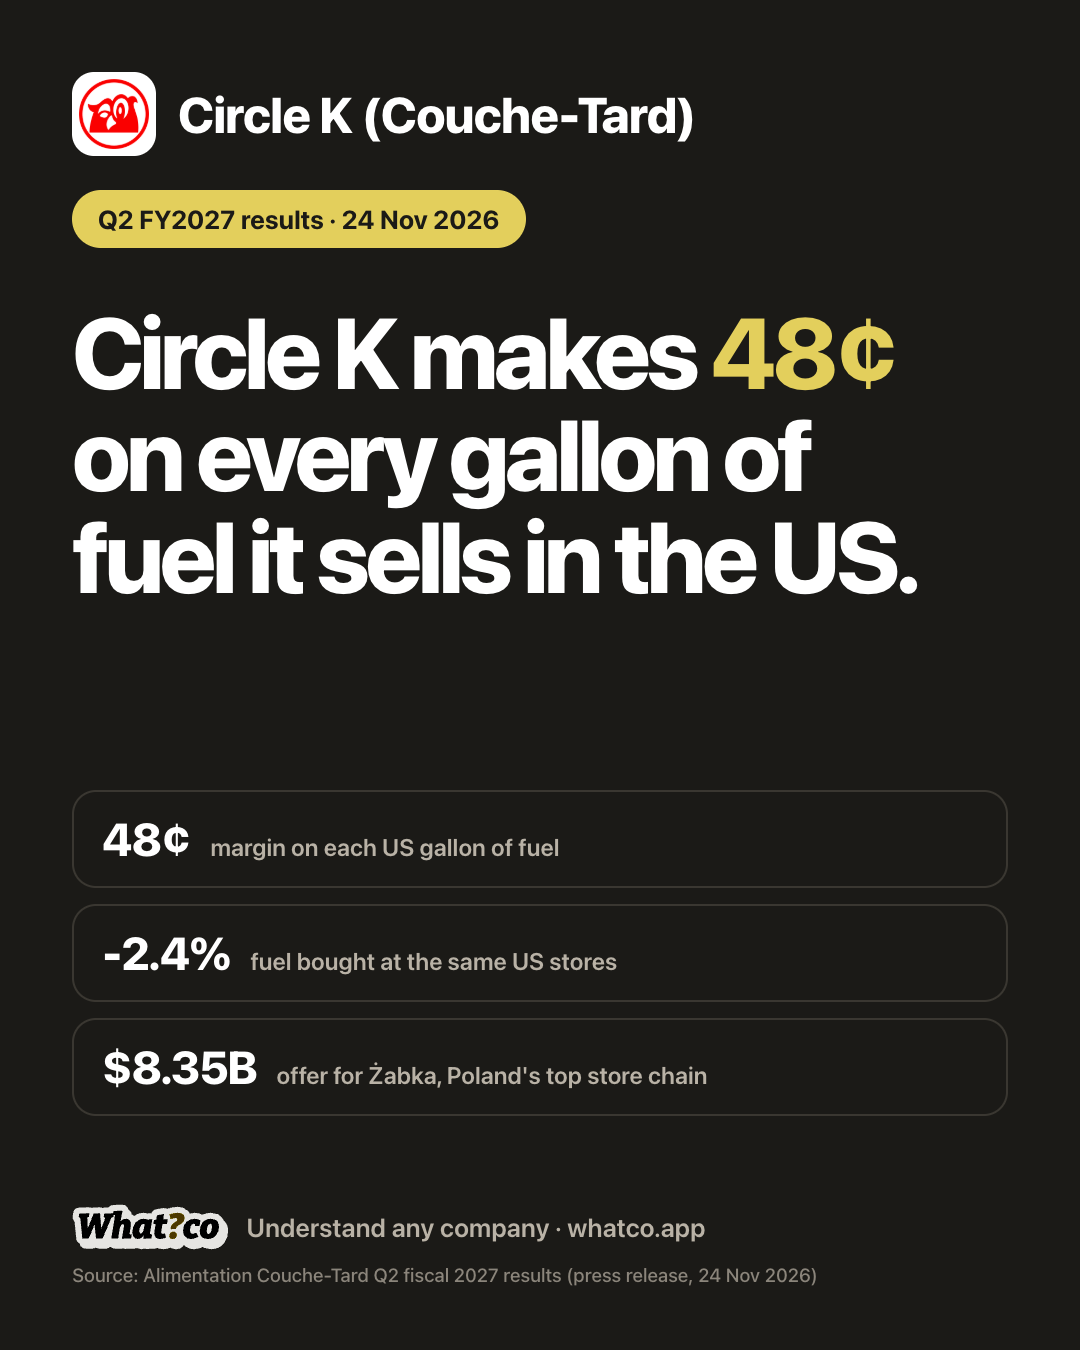 Circle K (Couche-Tard)
Q2 FY2027 results · 24 Nov 2026
Circle K makes 48¢
on every gallon of
fuel it sells in the US.
48¢ margin on each US gallon of fuel
-2.4% fuel bought at the same US stores
$8.35B offer for Żabka, Poland's top store chain
What?co Understand any company · whatco.app
Source: Alimentation Couche-Tard Q2 fiscal 2027 results (press release, 24 Nov 2026)